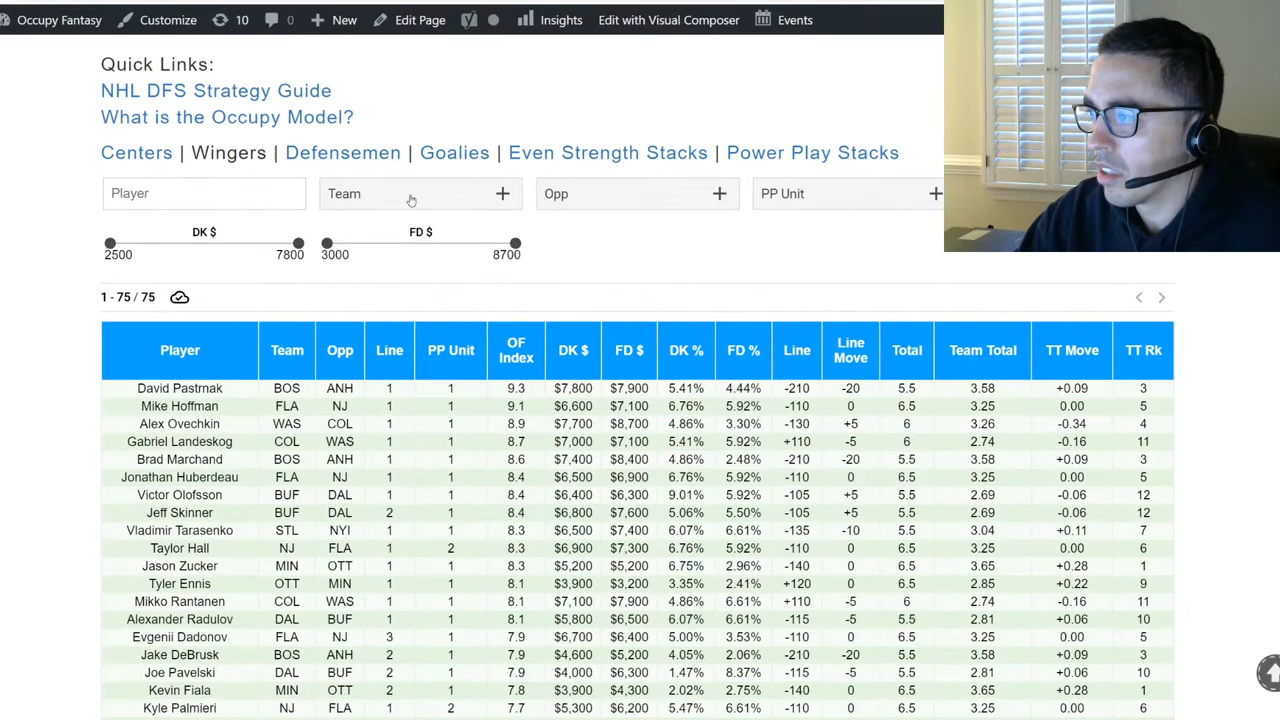 Occupy Fantasy Customize 10 0 New Edit Page Insights Edit with Visual Composer Events
Quick Links:
NHL DFS Strategy Guide
What is the Occupy Model?
Centers | Wingers | Defensemen | Goalies | Even Strength Stacks | Power Play Stacks
Player Team + Opp + PP Unit +
DK $ FD $
2500 7800 3000 8700
1 - 75 / 75
Player Team Opp Line PP Unit OF Index DK $ FD $ DK % FD % Line Line Move Total Team Total TT Move TT Rk
David Pastrnak BOS ANH 1 1 9.3 $7,800 $7,900 5.41% 4.44% -210 -20 5.5 3.58 +0.09 3
Mike Hoffman FLA NJ 1 1 9.1 $6,600 $7,100 6.76% 5.92% -110 0 6.5 3.25 0.00 5
Alex Ovechkin WAS COL 1 1 8.9 $7,700 $8,700 4.86% 3.30% -130 +5 6 3.26 -0.34 4
Gabriel Landeskog COL WAS 1 1 8.7 $7,000 $7,100 5.41% 5.92% +110 -5 6 2.74 -0.16 11
Brad Marchand BOS ANH 1 1 8.6 $7,400 $8,400 4.86% 2.48% -210 -20 5.5 3.58 +0.09 3
Jonathan Huberdeau FLA NJ 1 1 8.4 $6,500 $6,900 6.76% 5.92% -110 0 6.5 3.25 0.00 5
Victor Olofsson BUF DAL 1 1 8.4 $6,400 $6,300 9.01% 5.92% -105 +5 5.5 2.69 -0.06 12
Jeff Skinner BUF DAL 2 1 8.4 $6,800 $7,600 5.06% 5.50% -105 +5 5.5 2.69 -0.06 12
Vladimir Tarasenko STL NYI 1 1 8.3 $6,500 $7,400 6.07% 6.61% -135 -10 5.5 3.04 +0.11 7
Taylor Hall NJ FLA 1 2 8.3 $6,900 $7,300 6.76% 5.92% -110 0 6.5 3.25 0.00 6
Jason Zucker MIN OTT 1 1 8.3 $5,200 $5,200 6.75% 2.96% -140 0 6.5 3.65 +0.28 1
Tyler Ennis OTT MIN 1 1 8.1 $3,900 $3,200 3.35% 2.41% +120 0 6.5 2.85 +0.22 9
Mikko Rantanen COL WAS 1 1 8.1 $7,100 $7,900 4.86% 6.61% +110 -5 6 2.74 -0.16 11
Alexander Radulov DAL BUF 1 1 8.1 $5,800 $6,500 6.07% 6.61% -115 -5 5.5 2.81 +0.06 10
Evgenii Dadonov FLA NJ 3 1 7.9 $6,700 $6,400 5.00% 3.53% -110 0 6.5 3.25 0.00 5
Jake DeBrusk BOS ANH 2 1 7.9 $4,600 $5,200 4.05% 2.06% -210 -20 5.5 3.58 +0.09 3
Joe Pavelski DAL BUF 2 1 7.9 $4,000 $6,300 1.47% 8.37% -115 -5 5.5 2.81 +0.06 10
Kevin Fiala MIN OTT 2 1 7.8 $3,900 $4,300 2.02% 2.75% -140 0 6.5 3.65 +0.28 1
Kyle Palmieri NJ FLA 1 2 7.7 $5,300 $6,200 5.47% 6.61% -110 0 6.5 3.25 0.00 6